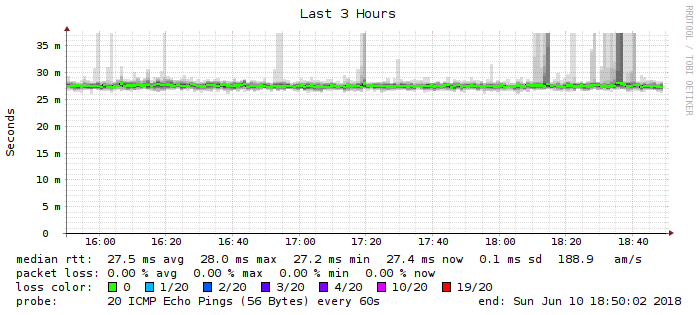 Last 3 Hours
RRDTOOL / TOBI OETIKER
Seconds
35 m
30 m
25 m
20 m
15 m
10 m
5 m
0
16:00 16:20 16:40 17:00 17:20 17:40 18:00 18:20 18:40
median rtt: 27.5 ms avg 28.0 ms max 27.2 ms min 27.4 ms now 0.1 ms sd 188.9 am/s
packet loss: 0.00 % avg 0.00 % max 0.00 % min 0.00 % now
loss color: 0 1/20 2/20 3/20 4/20 10/20 19/20
probe: 20 ICMP Echo Pings (56 Bytes) every 60s end: Sun Jun 10 18:50:02 2018